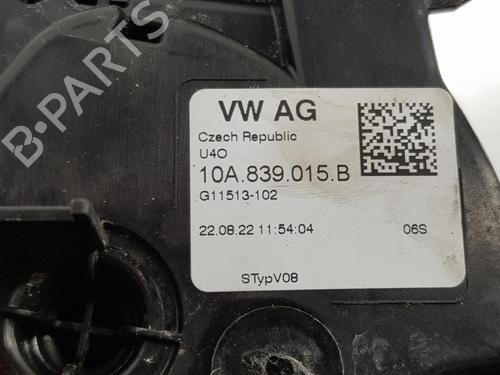 VW AG
Czech Republic
U4O
10A.839.015.B
G11513-102
22.08.22 11:54:04 06S
STypV08
B-PARTS